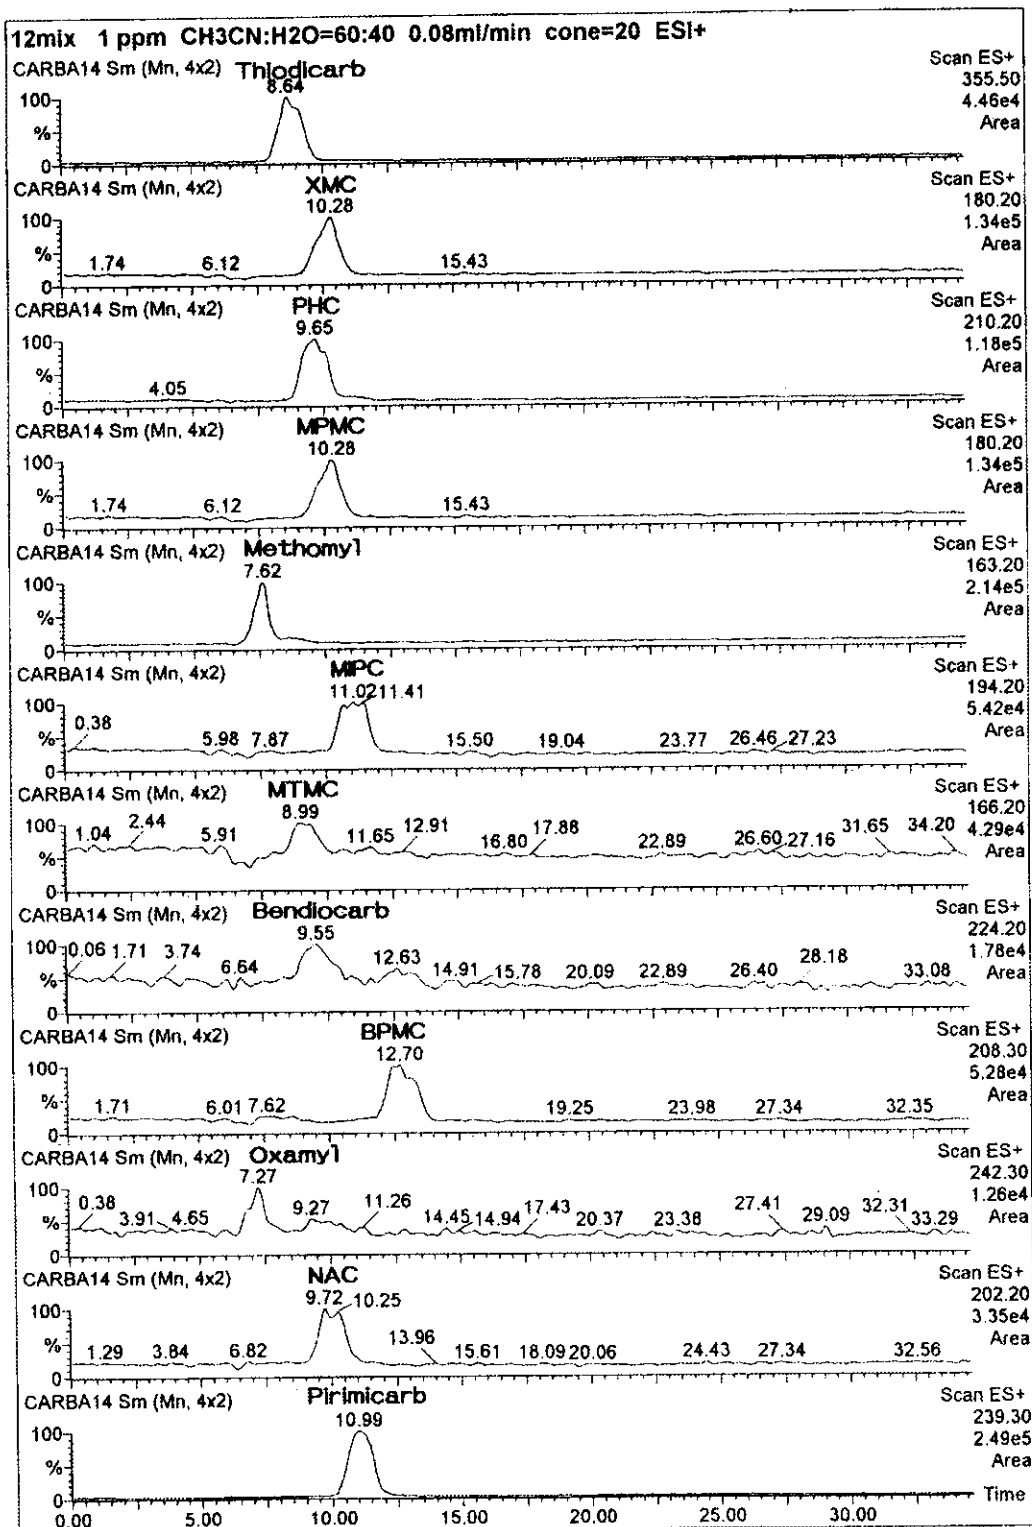 12mix 1 ppm CH3CN:H2O=60:40 0.08ml/min cone=20 ESI+
CARBA14 Sm (Mn, 4x2) Thiodicarb Scan ES+
8.64 355.50
100 4.46e4
% Area
0
CARBA14 Sm (Mn, 4x2) XMC Scan ES+
10.28 180.20
100 1.34e5
% 1.74 6.12 15.43 Area
0
CARBA14 Sm (Mn, 4x2) PHC Scan ES+
9.65 210.20
100 1.18e5
% 4.05 Area
0
CARBA14 Sm (Mn, 4x2) MPMC Scan ES+
10.28 180.20
100 1.34e5
% 1.74 6.12 15.43 Area
0
CARBA14 Sm (Mn, 4x2) Methomyl Scan ES+
7.62 163.20
100 2.14e5
% Area
0
CARBA14 Sm (Mn, 4x2) MIPC Scan ES+
11.02 11.41 194.20
100 5.42e4
% 0.38 5.98 7.87 15.50 19.04 23.77 26.46 27.23 Area
0
CARBA14 Sm (Mn, 4x2) MTMC Scan ES+
8.99 166.20
100 4.29e4
% 1.04 2.44 5.91 11.65 12.91 16.80 17.88 22.89 26.60 27.16 31.65 34.20 Area
0
CARBA14 Sm (Mn, 4x2) Bendiocarb Scan ES+
9.55 224.20
100 1.78e4
% 0.06 1.71 3.74 6.64 12.63 14.91 15.78 20.09 22.89 26.40 28.18 33.08 Area
0
CARBA14 Sm (Mn, 4x2) BPMC Scan ES+
12.70 208.30
100 5.28e4
% 1.71 6.01 7.62 19.25 23.98 27.34 32.35 Area
0
CARBA14 Sm (Mn, 4x2) Oxamyl Scan ES+
7.27 242.30
100 1.26e4
% 0.38 3.91 4.65 9.27 11.26 14.45 14.94 17.43 20.37 23.38 27.41 29.09 32.31 33.29 Area
0
CARBA14 Sm (Mn, 4x2) NAC Scan ES+
9.72 10.25 202.20
100 3.35e4
% 1.29 3.84 6.82 13.96 15.61 18.09 20.06 24.43 27.34 32.56 Area
0
CARBA14 Sm (Mn, 4x2) Pirimicarb Scan ES+
10.99 239.30
100 2.49e5
% Area
0 Time
0.00 5.00 10.00 15.00 20.00 25.00 30.00